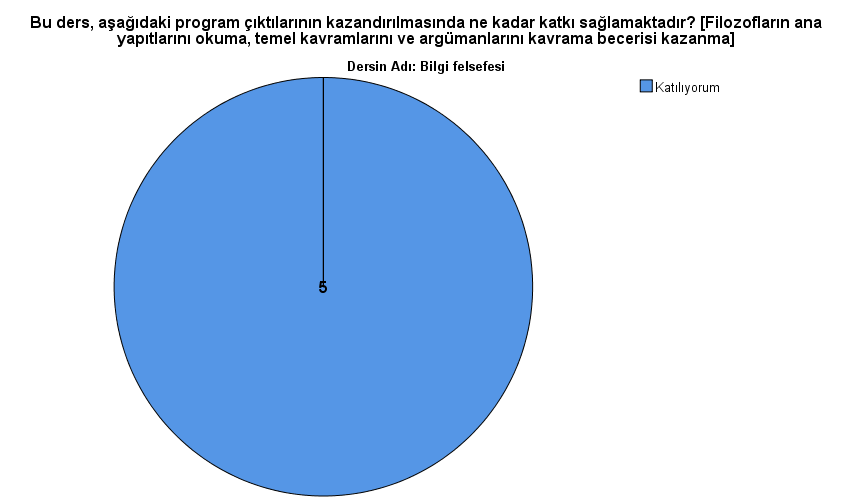 Bu ders, aşağıdaki program çıktılarının kazandırılmasında ne kadar katkı sağlamaktadır? [Filozofların ana
yapıtlarını okuma, temel kavramlarını ve argümanlarını kavrama becerisi kazanma]
Dersin Adı: Bilgi felsefesi
Katılıyorum
5